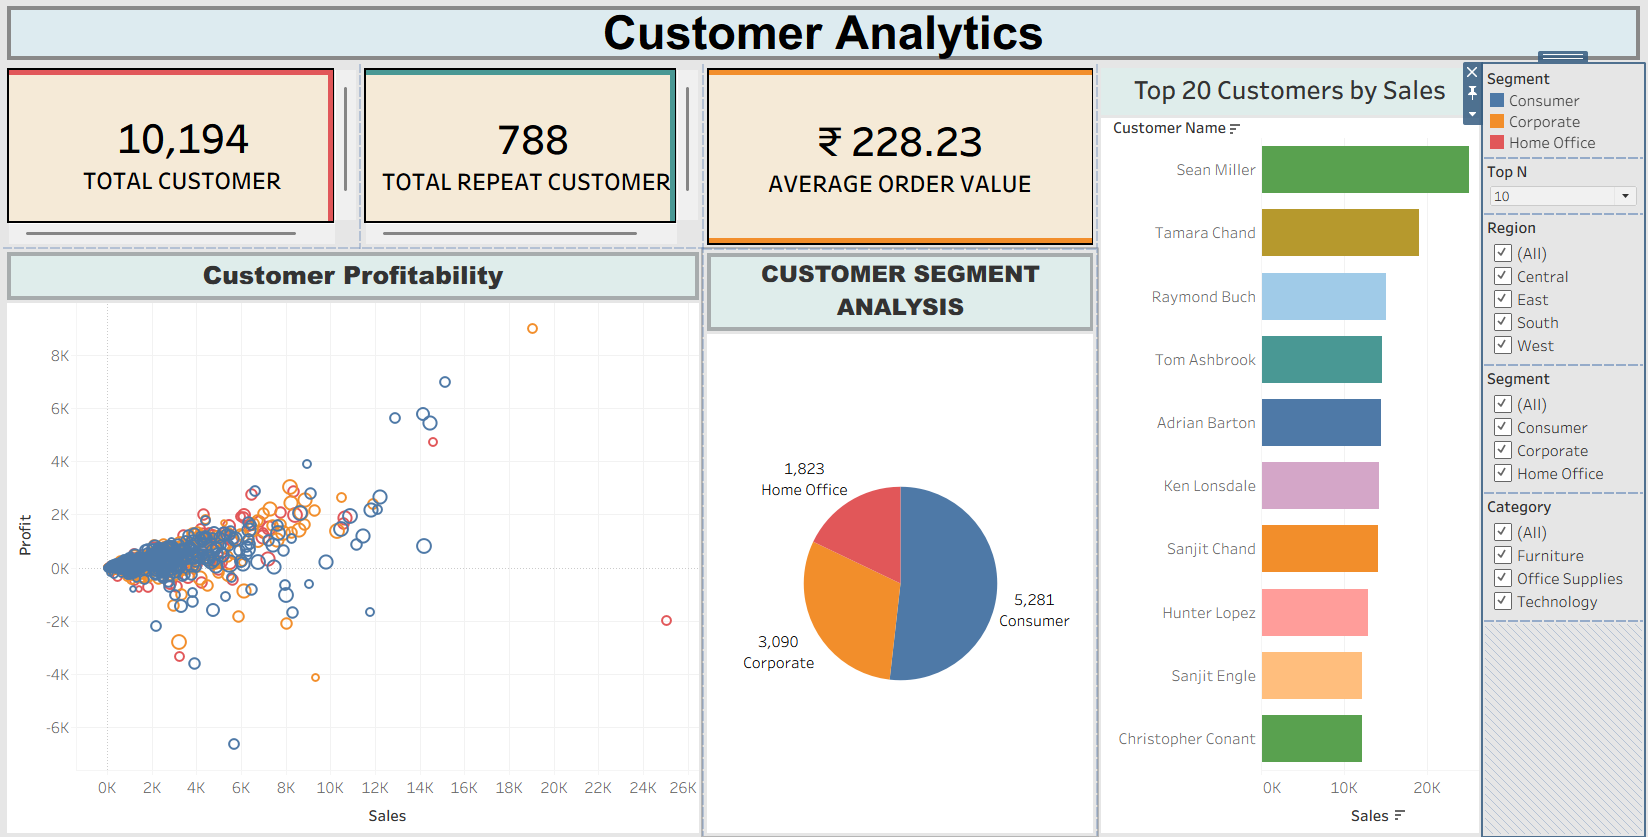 Customer Analytics
10,194
TOTAL CUSTOMER
788
TOTAL REPEAT CUSTOMER
₹ 228.23
AVERAGE ORDER VALUE
Customer Profitability
Profit
8K
6K
4K
2K
0K
-2K
-4K
-6K
0K 2K 4K 6K 8K 10K 12K 14K 16K 18K 20K 22K 24K 26K
Sales
CUSTOMER SEGMENT
ANALYSIS
1,823
Home Office
5,281
Consumer
3,090
Corporate
Top 20 Customers by Sales
Customer Name
Sean Miller
Tamara Chand
Raymond Buch
Tom Ashbrook
Adrian Barton
Ken Lonsdale
Sanjit Chand
Hunter Lopez
Sanjit Engle
Christopher Conant
0K 10K 20K
Sales
Segment
Consumer
Corporate
Home Office
Top N
10
Region
(All)
Central
East
South
West
Segment
(All)
Consumer
Corporate
Home Office
Category
(All)
Furniture
Office Supplies
Technology